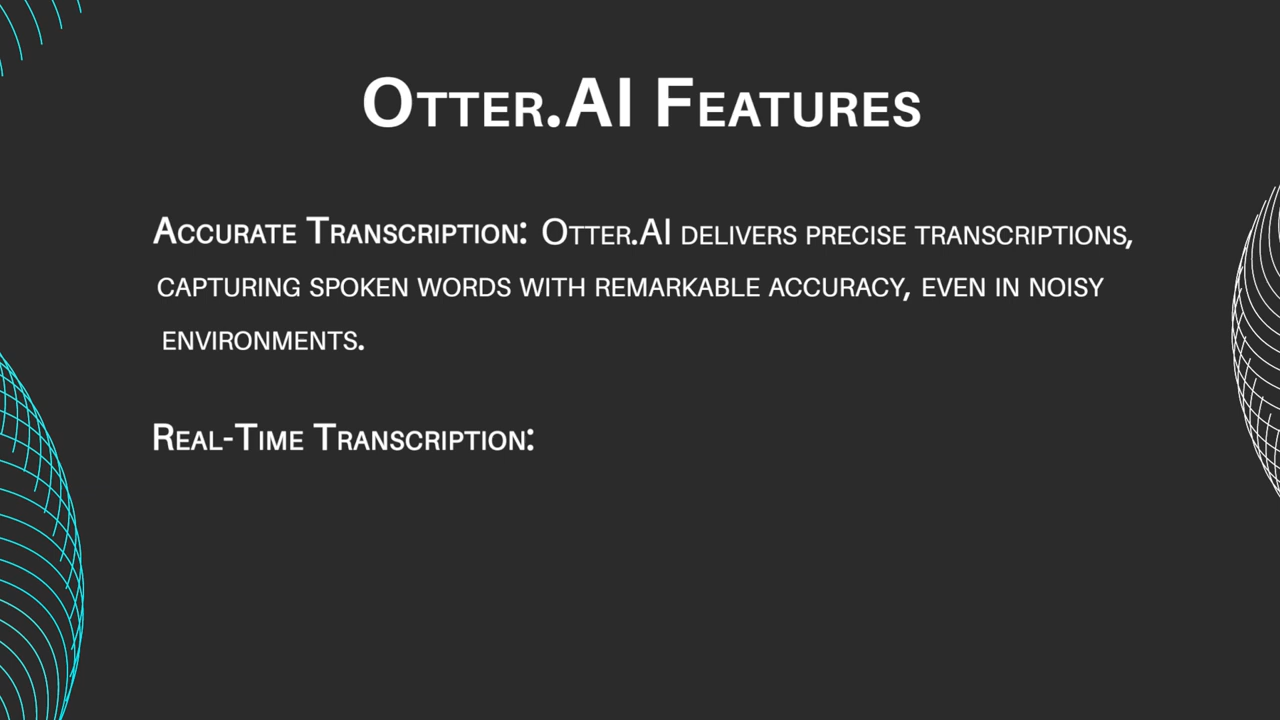 Otter.AI Features
Accurate Transcription: Otter.AI delivers precise transcriptions,
capturing spoken words with remarkable accuracy, even in noisy
environments.
Real-Time Transcription: